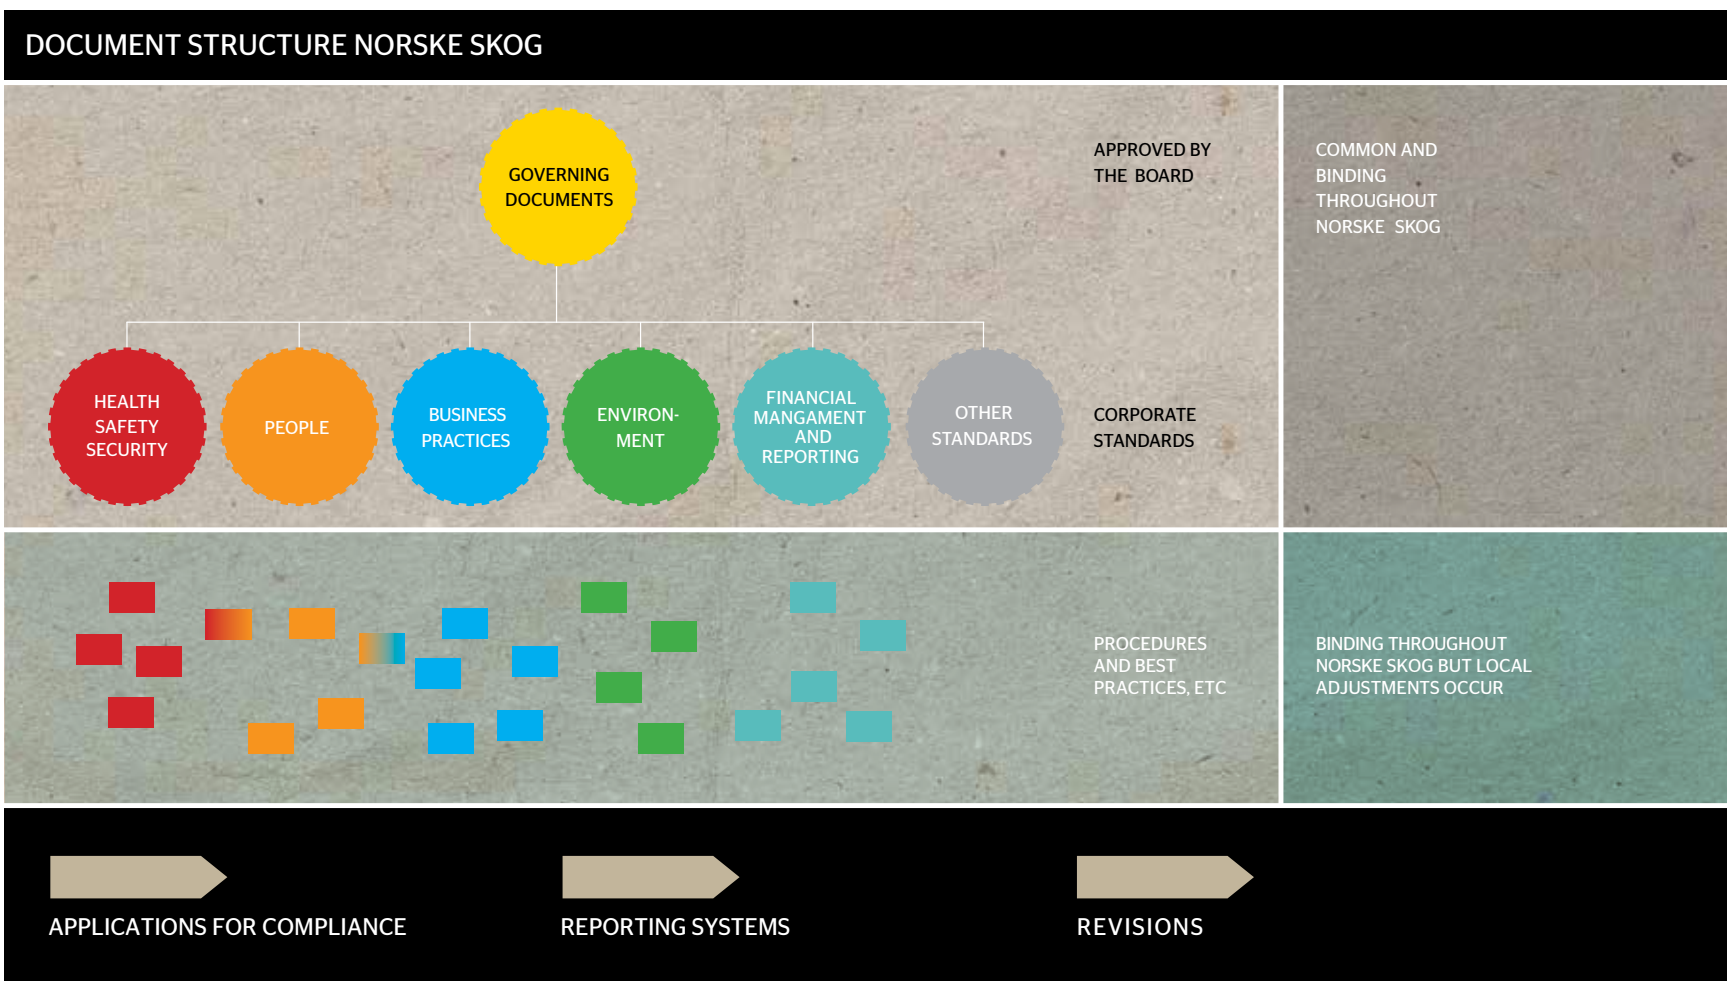 DOCUMENT STRUCTURE NORSKE SKOG
GOVERNING
DOCUMENTS
APPROVED BY
THE BOARD
COMMON AND
BINDING
THROUGHOUT
NORSKE SKOG
HEALTH
SAFETY
SECURITY
PEOPLE
BUSINESS
PRACTICES
ENVIRON-
MENT
FINANCIAL
MANGAMENT
AND
REPORTING
OTHER
STANDARDS
CORPORATE
STANDARDS
PROCEDURES
AND BEST
PRACTICES, ETC
BINDING THROUGHOUT
NORSKE SKOG BUT LOCAL
ADJUSTMENTS OCCUR
APPLICATIONS FOR COMPLIANCE
REPORTING SYSTEMS
REVISIONS